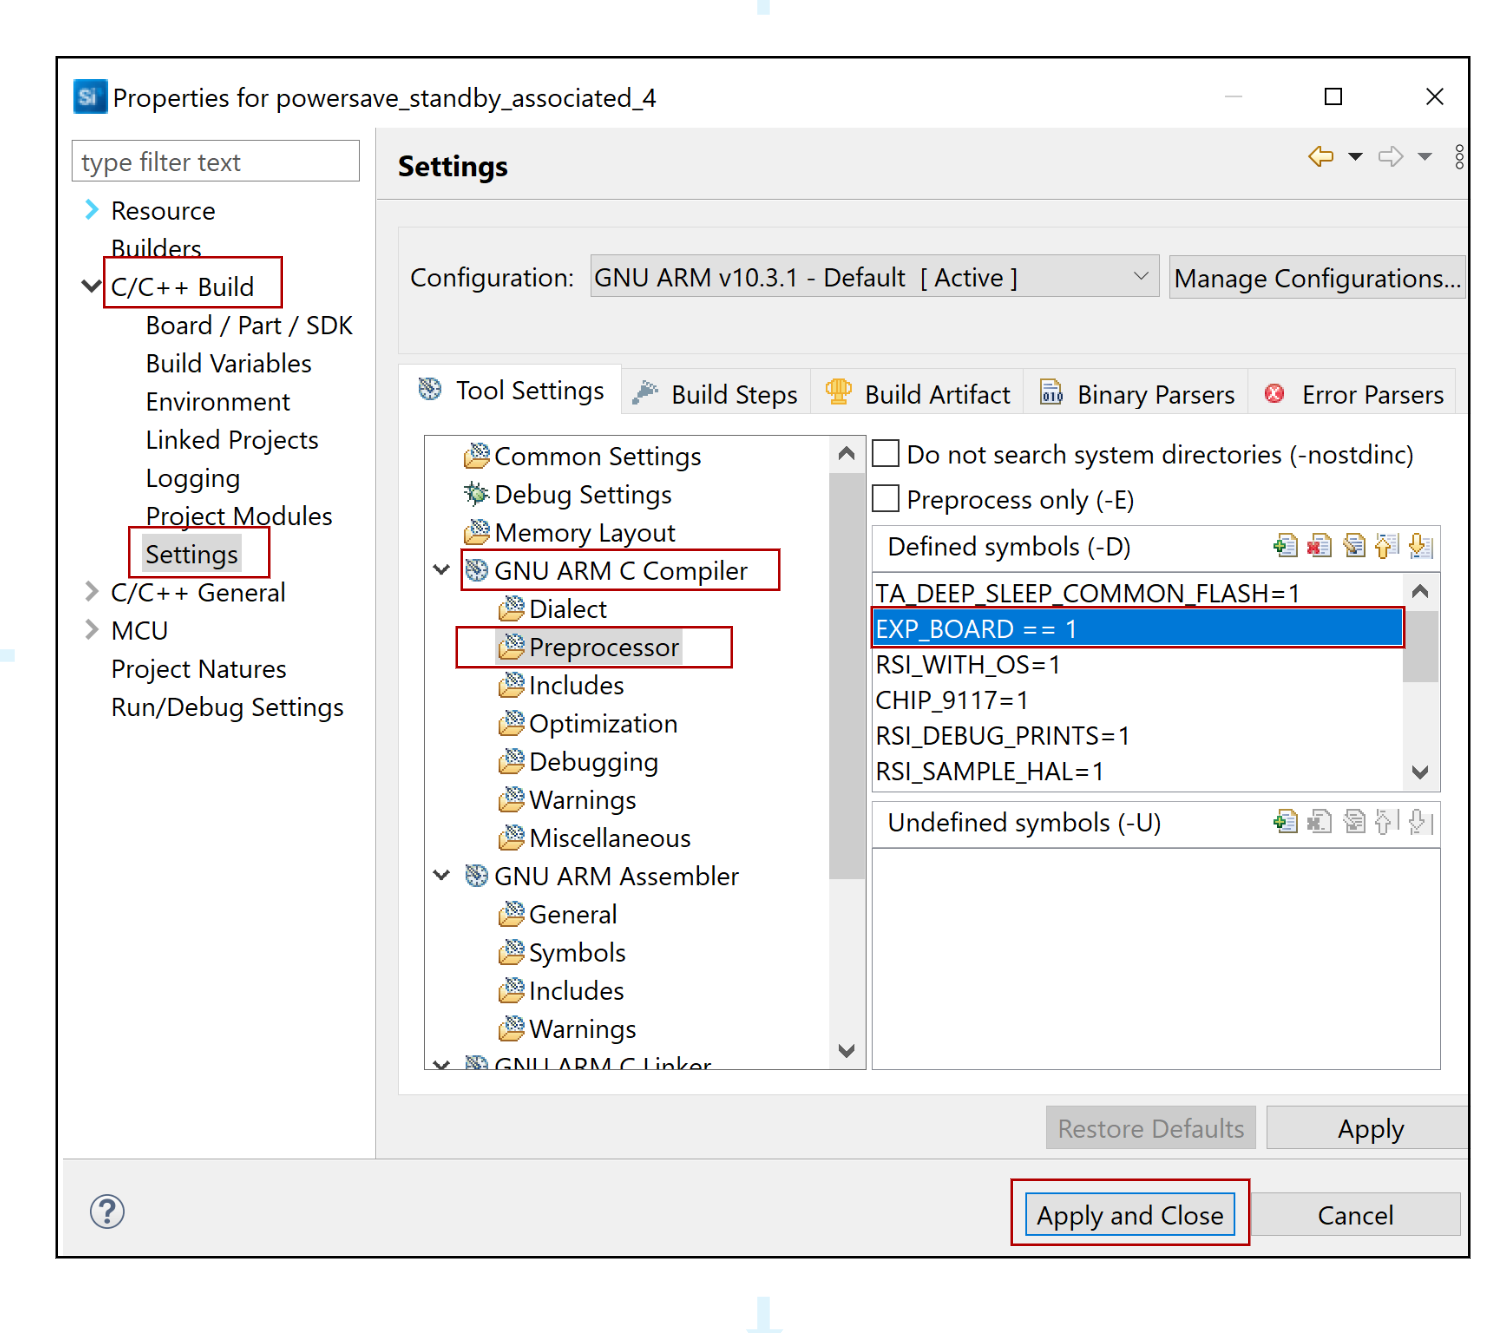 Si Properties for powersave_standby_associated_4
type filter text
Resource
Builders
C/C++ Build
Board / Part / SDK
Build Variables
Environment
Linked Projects
Logging
Project Modules
Settings
C/C++ General
MCU
Project Natures
Run/Debug Settings
Settings
Configuration: GNU ARM v10.3.1 - Default [ Active ] Manage Configurations...
Tool Settings Build Steps Build Artifact Binary Parsers Error Parsers
Common Settings
Debug Settings
Memory Layout
GNU ARM C Compiler
Dialect
Preprocessor
Includes
Optimization
Debugging
Warnings
Miscellaneous
GNU ARM Assembler
General
Symbols
Includes
Warnings
GNU ARM C Linker
Do not search system directories (-nostdinc)
Preprocess only (-E)
Defined symbols (-D)
TA_DEEP_SLEEP_COMMON_FLASH=1
EXP_BOARD == 1
RSI_WITH_OS=1
CHIP_9117=1
RSI_DEBUG_PRINTS=1
RSI_SAMPLE_HAL=1
Undefined symbols (-U)
Restore Defaults Apply
? Apply and Close Cancel